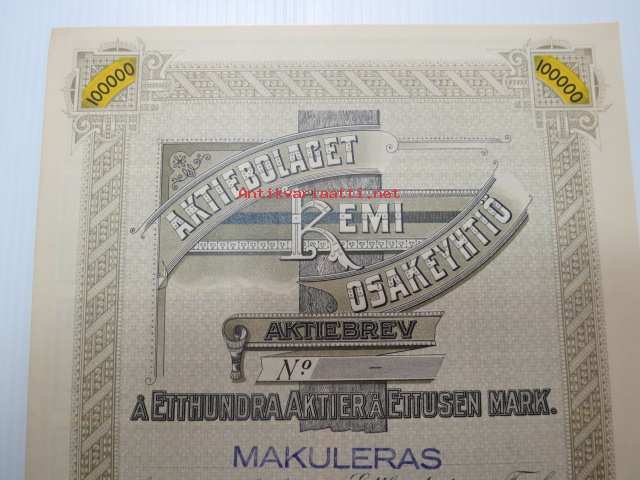 100000
100000
AKTIEBOLAGET
Antikvariaatti.net
KEMI
OSAKEYHTIÖ
AKTIEBREV
Nº -
Å ETTHUNDRA AKTIER Å ETTUSEN MARK.
MAKULERAS